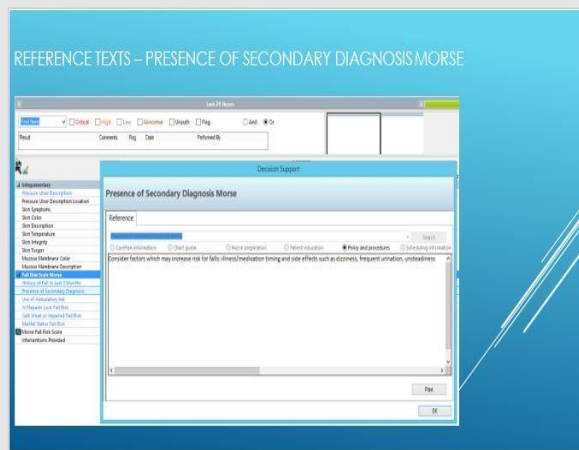 REFERENCE TEXTS – PRESENCE OF SECONDARY DIAGNOSIS MORSE
Last 24 Hours
Critical High Low Abnormal Unauth Flag And Or
Result Comments Flag Date Performed By
Decision Support
Presence of Secondary Diagnosis Morse
Reference
Search
CarePlan information Chart guide Nurse preparation Patient education Policy and procedures Scheduling information
Consider factors which may increase risk for falls: illness/medication timing and side effects such as dizziness, frequent urination, unsteadiness
Print
OK
Integumentary
Pressure Ulcer Description
Pressure Ulcer Description Location
Skin Symptoms
Skin Color
Skin Description
Skin Temperature
Skin Integrity
Skin Turgor
Mucous Membrane Color
Mucous Membrane Description
Fall Risk Scale Morse
History of Fall in Last 3 Months
Presence of Secondary Diagnosis
Use of Ambulatory Aid
IV/Heparin Lock Fall Risk
Gait Weak or Impaired Fall Risk
Mental Status Fall Risk
Morse Fall Risk Score
Interventions Provided